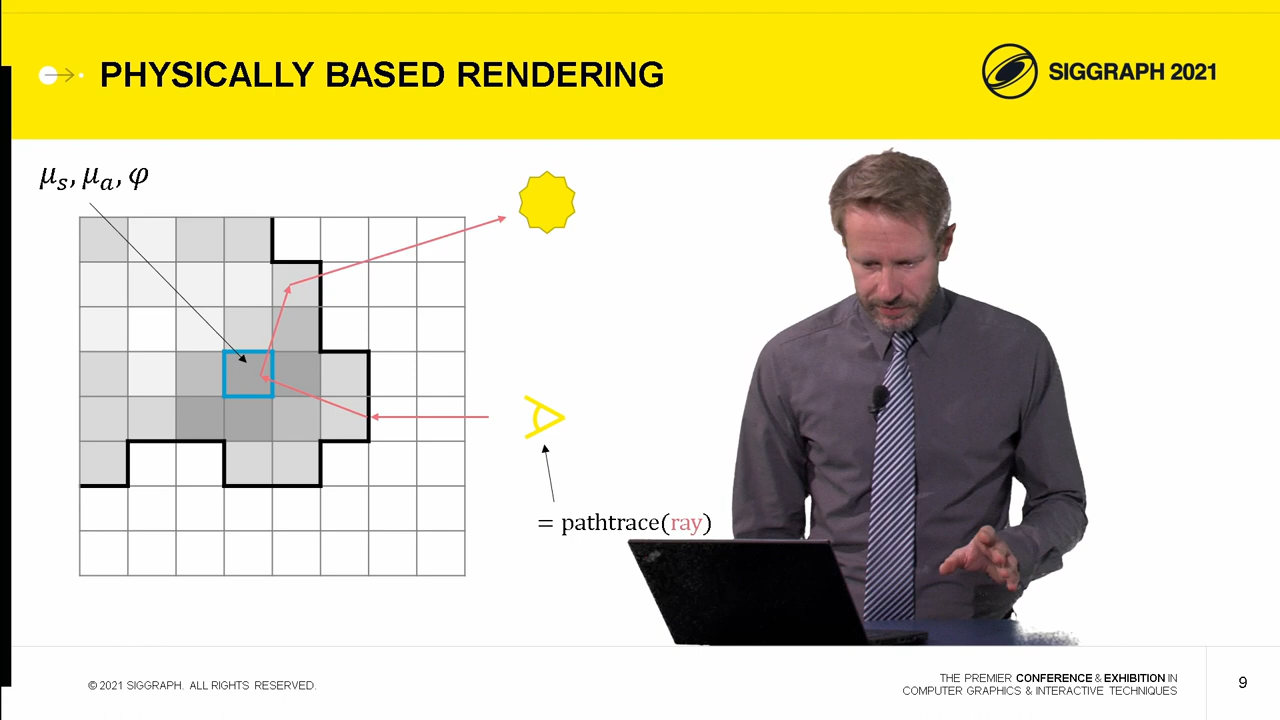 PHYSICALLY BASED RENDERING
SIGGRAPH 2021
μₛ, μₐ, φ
= pathtrace(ray)
© 2021 SIGGRAPH. ALL RIGHTS RESERVED.
THE PREMIER CONFERENCE & EXHIBITION IN
COMPUTER GRAPHICS & INTERACTIVE TECHNIQUES
9